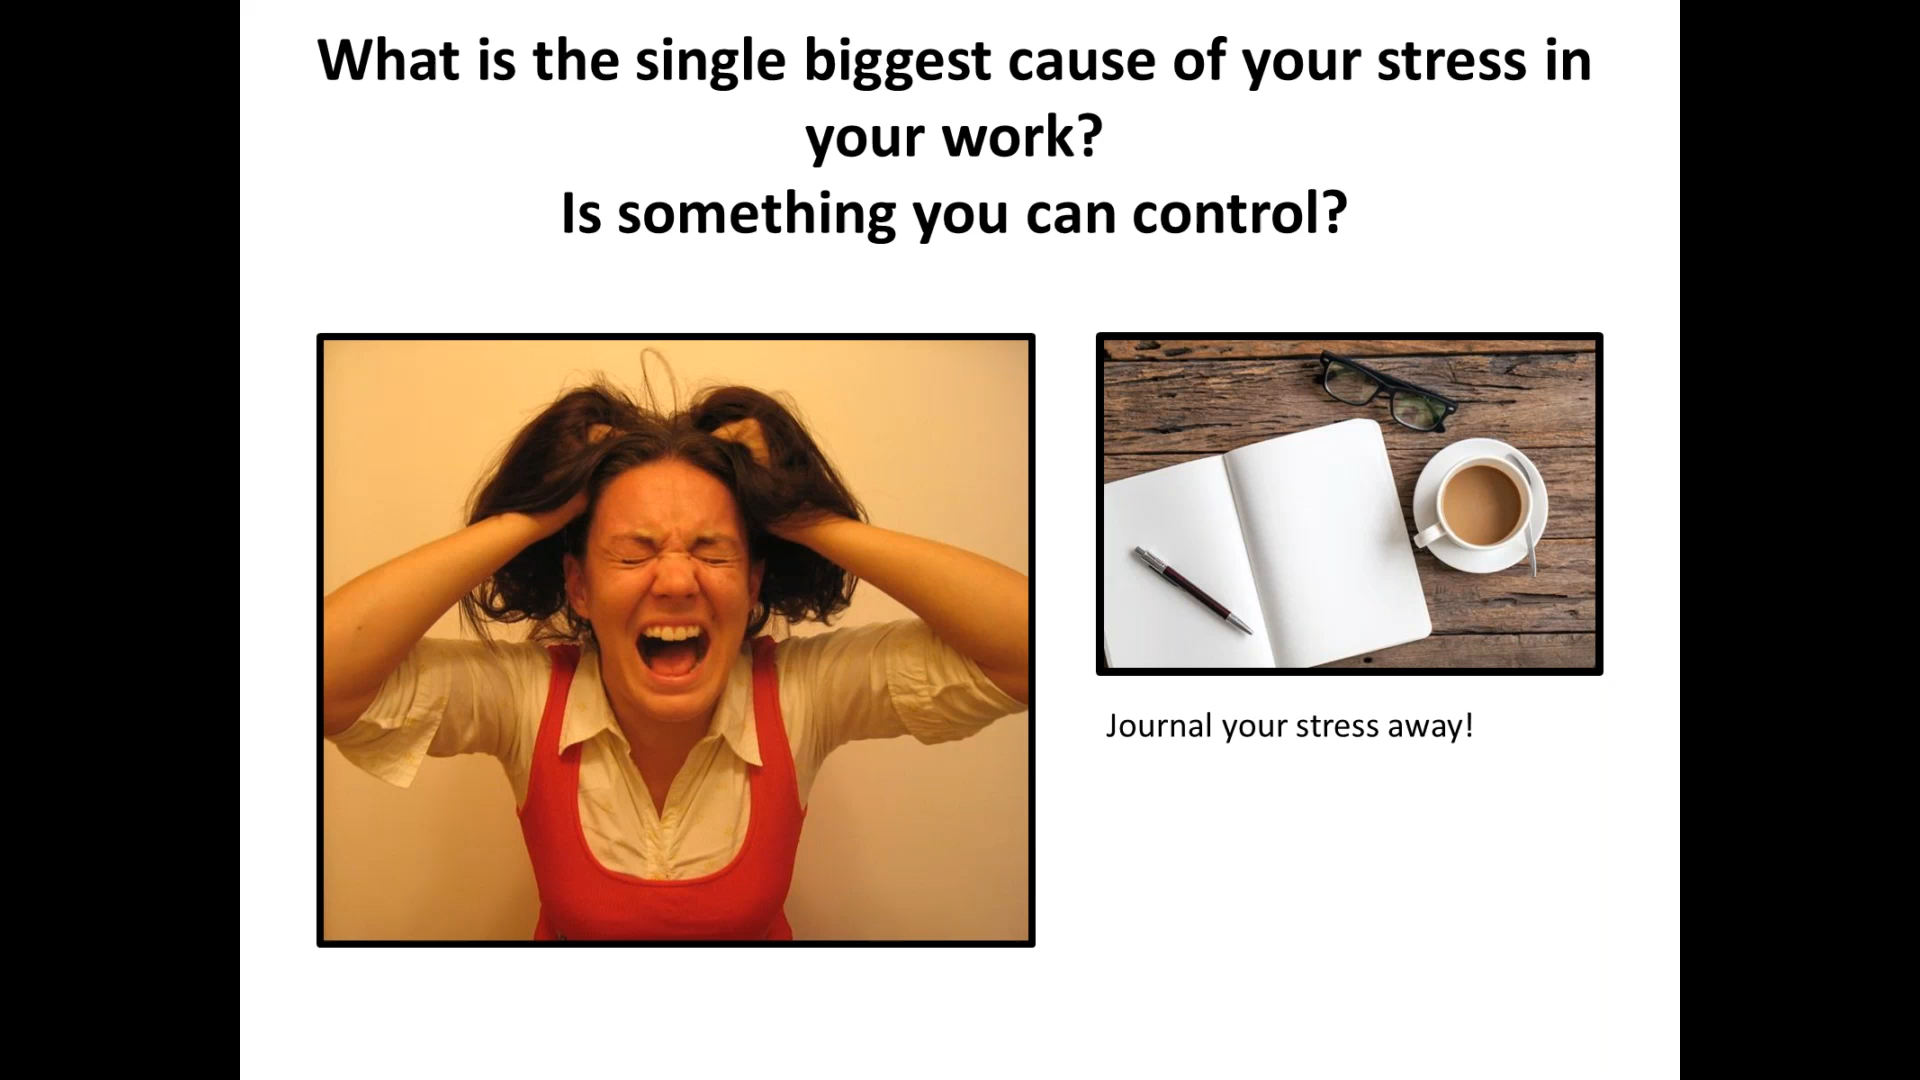 What is the single biggest cause of your stress in
your work?
Is something you can control?
Journal your stress away!